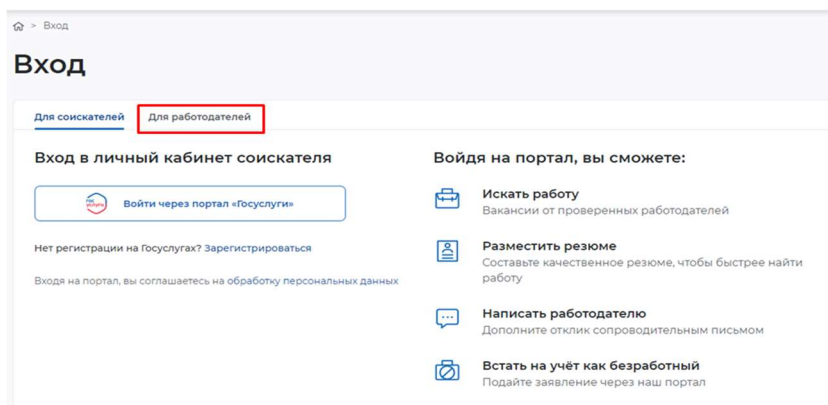 > Вход
Вход
Для соискателей Для работодателей
Вход в личный кабинет соискателя
Войти через портал «Госуслуги»
Нет регистрации на Госуслугах? Зарегистрироваться
Входя на портал, вы соглашаетесь на обработку персональных данных
Войдя на портал, вы сможете:
Искать работу
Вакансии от проверенных работодателей
Разместить резюме
Составьте качественное резюме, чтобы быстрее найти
работу
Написать работодателю
Дополните отклик сопроводительным письмом
Встать на учёт как безработный
Подайте заявление через наш портал